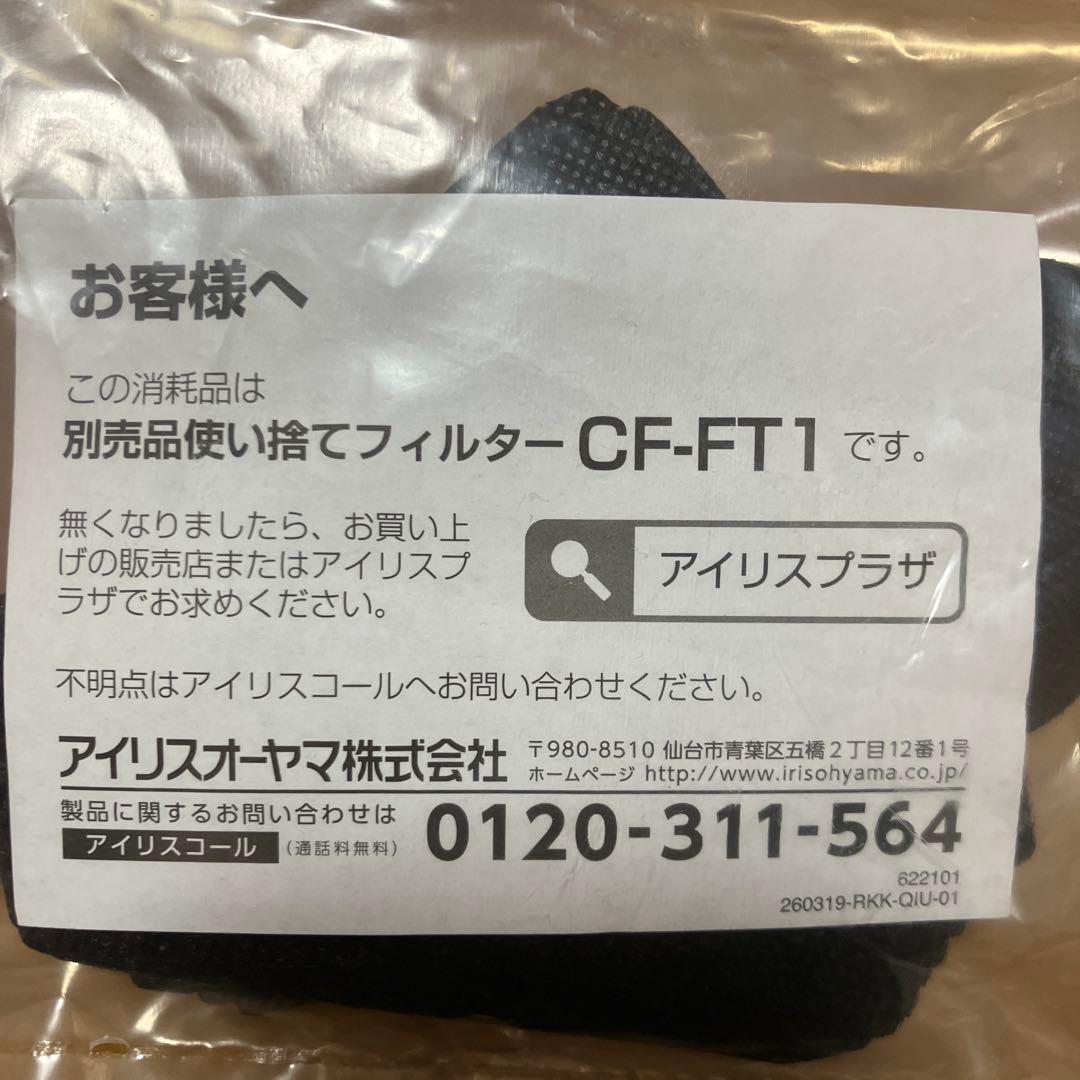 お客様へ
この消耗品は
別売品使い捨てフィルターCF-FT1です。
無くなりましたら、お買い上
げの販売店またはアイリスプ
ラザでお求めください。
アイリスプラザ
不明点はアイリスコールへお問い合わせください。
アイリスオーヤマ株式会社
〒980-8510 仙台市青葉区五橋2丁目12番1号
ホームページ http://www.irisohyama.co.jp/
製品に関するお問い合わせは
アイリスコール（通話料無料）
0120-311-564
622101
260319-RKK-QIU-01